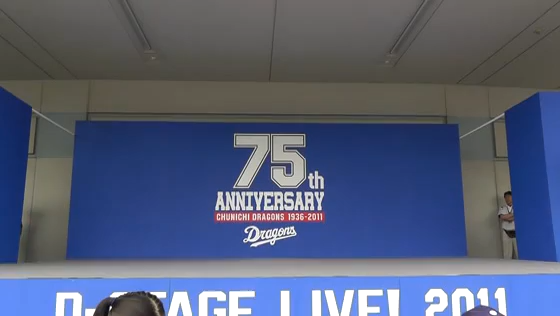 75th
ANNIVERSARY
CHUNICHI DRAGONS 1936-2011
Dragons
D-STAGE LIVE! 2011